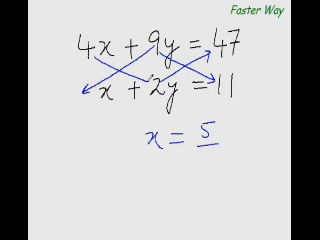 Faster Way
4x + 9y = 47
x + 2y = 11
x = 5